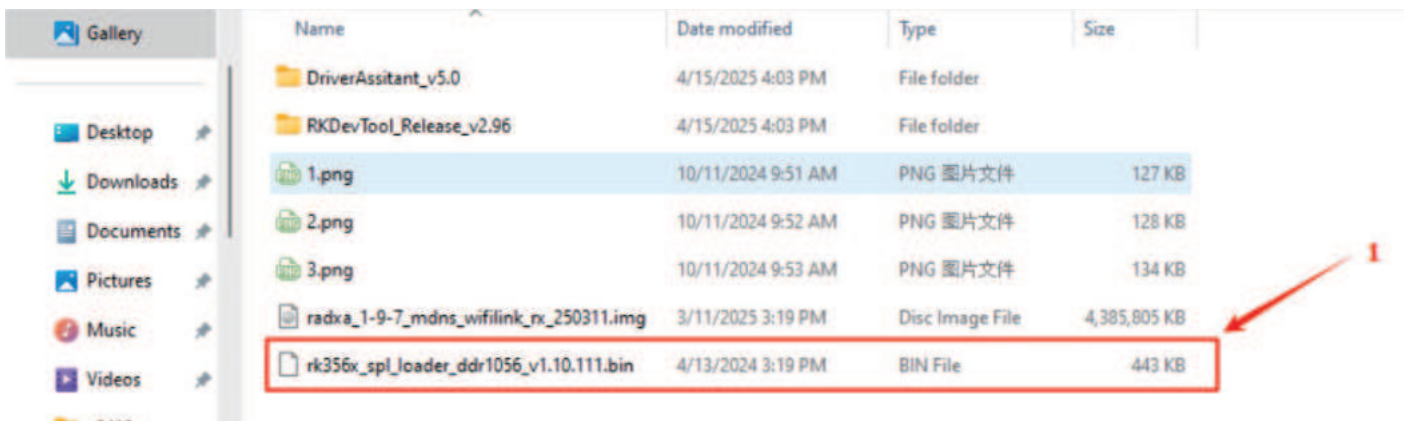 Gallery
Desktop
Downloads
Documents
Pictures
Music
Videos
Name Date modified Type Size
DriverAssitant_v5.0 4/15/2025 4:03 PM File folder
RKDevTool_Release_v2.96 4/15/2025 4:03 PM File folder
1.png 10/11/2024 9:51 AM PNG 图片文件 127 KB
2.png 10/11/2024 9:52 AM PNG 图片文件 128 KB
3.png 10/11/2024 9:53 AM PNG 图片文件 134 KB
radxa_1-9-7_mdns_wifilink_rx_250311.img 3/11/2025 3:19 PM Disc Image File 4,385,805 KB
rk356x_spl_loader_ddr1056_v1.10.111.bin 4/13/2024 3:19 PM BIN File 443 KB
1